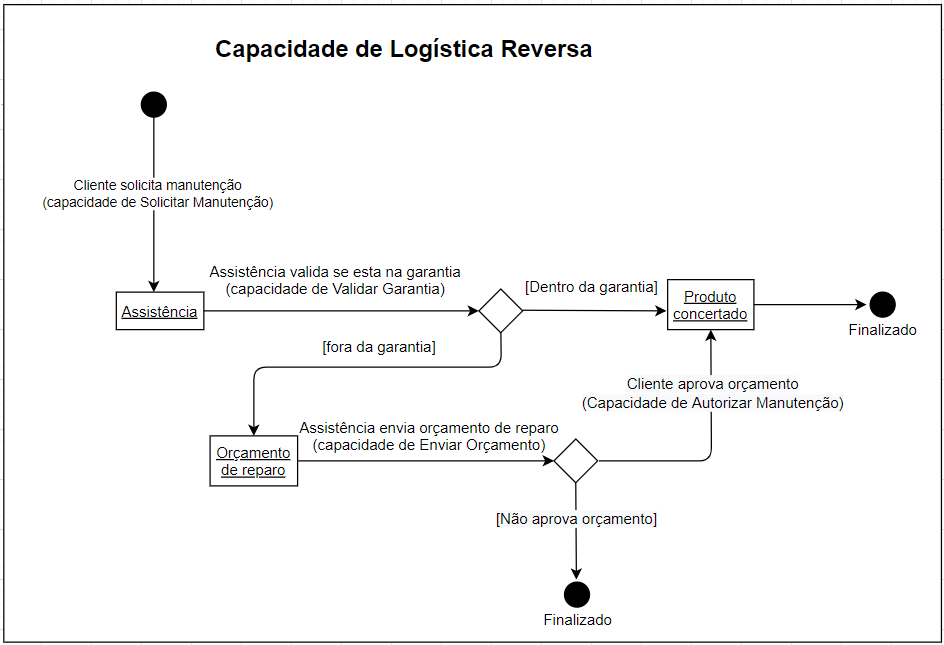 Capacidade de Logística Reversa
Cliente solicita manutenção
(capacidade de Solicitar Manutenção)
Assistência valida se esta na garantia
(capacidade de Validar Garantia)
[Dentro da garantia]
Assistência
Produto
concertado
Finalizado
[fora da garantia]
Cliente aprova orçamento
(Capacidade de Autorizar Manutenção)
Assistência envia orçamento de reparo
(capacidade de Enviar Orçamento)
Orçamento
de reparo
[Não aprova orçamento]
Finalizado